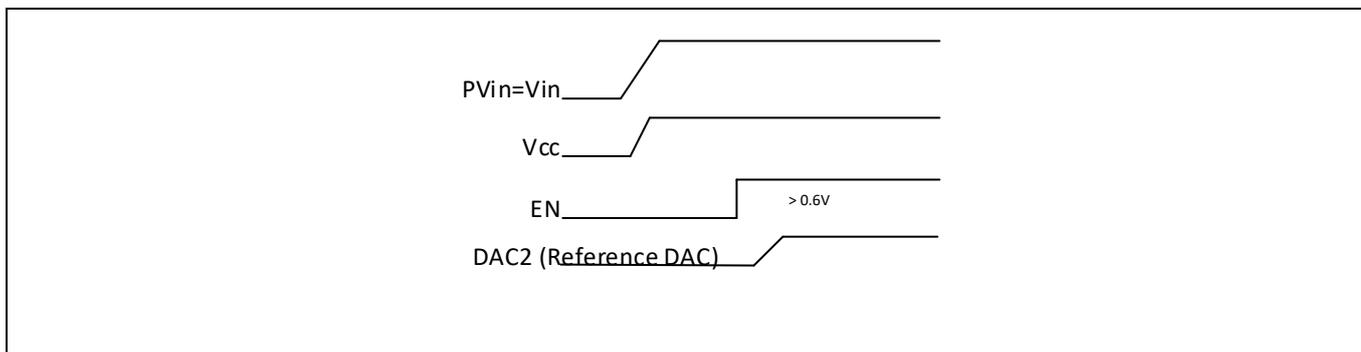 PVin=Vin
Vcc
EN
> 0.6V
DAC2 (Reference DAC)